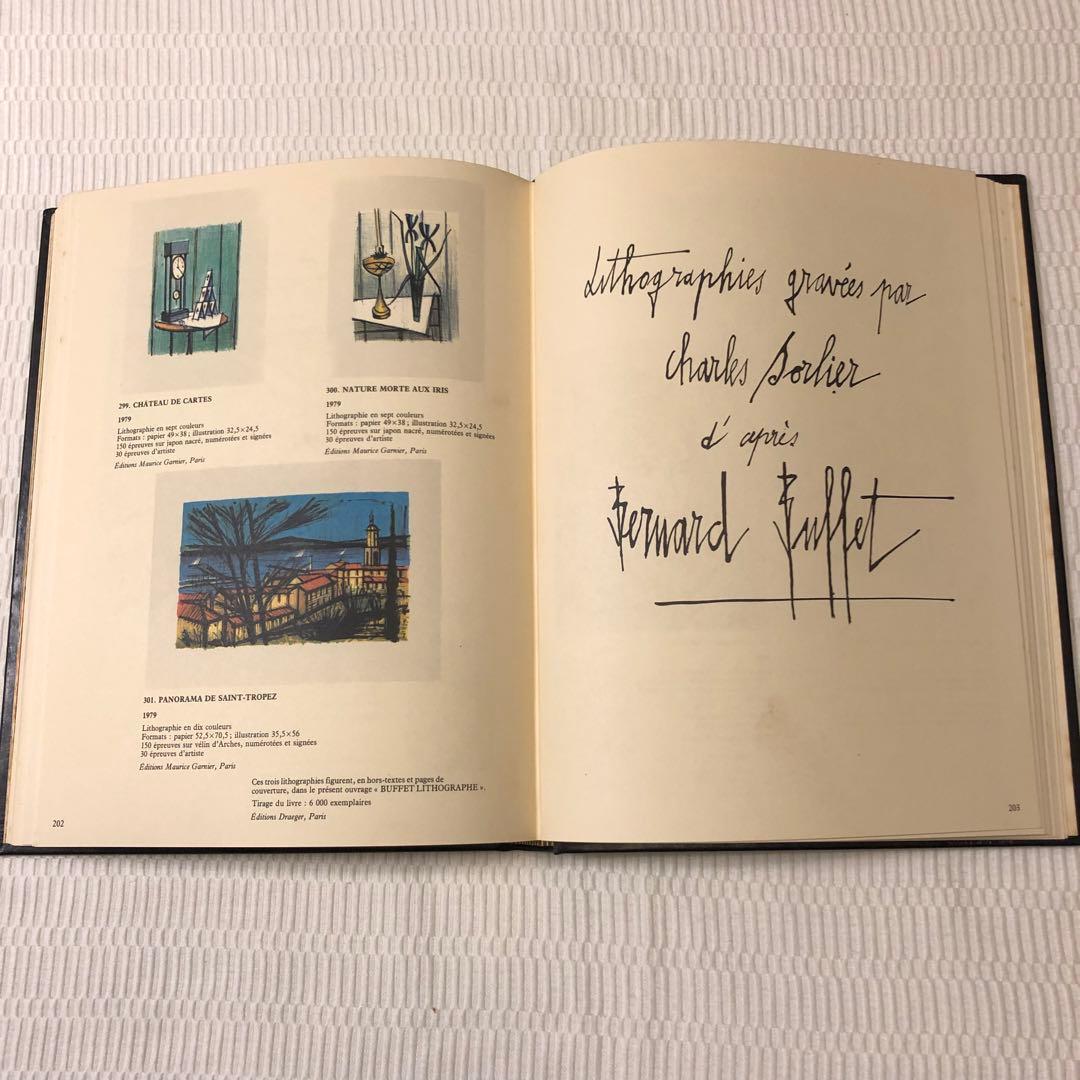 299. CHÂTEAU DE CARTES
1979
Lithographie en sept couleurs
Formats : papier 49×38 ; illustration 32,5×24,5
150 épreuves sur japon nacré, numérotées et signées
30 épreuves d'artiste
Éditions Maurice Garnier, Paris
300. NATURE MORTE AUX IRIS
1979
Lithographie en sept couleurs
Formats : papier 49×38 ; illustration 32,5×24,5
150 épreuves sur japon nacré, numérotées et signées
30 épreuves d'artiste
Éditions Maurice Garnier, Paris
301. PANORAMA DE SAINT-TROPEZ
1979
Lithographie en dix couleurs
Formats : papier 52,5×70,5 ; illustration 35,5×56
150 épreuves sur vélin d'Arches, numérotées et signées
30 épreuves d'artiste
Éditions Maurice Garnier, Paris
Ces trois lithographies figurent, en hors-textes et pages de
couverture, dans le présent ouvrage « BUFFET LITHOGRAPHE ».
Tirage du livre : 6 000 exemplaires
Éditions Draeger, Paris
202
Lithographies gravées par
Charles Sorlier
d'après
Bernard Buffet
203